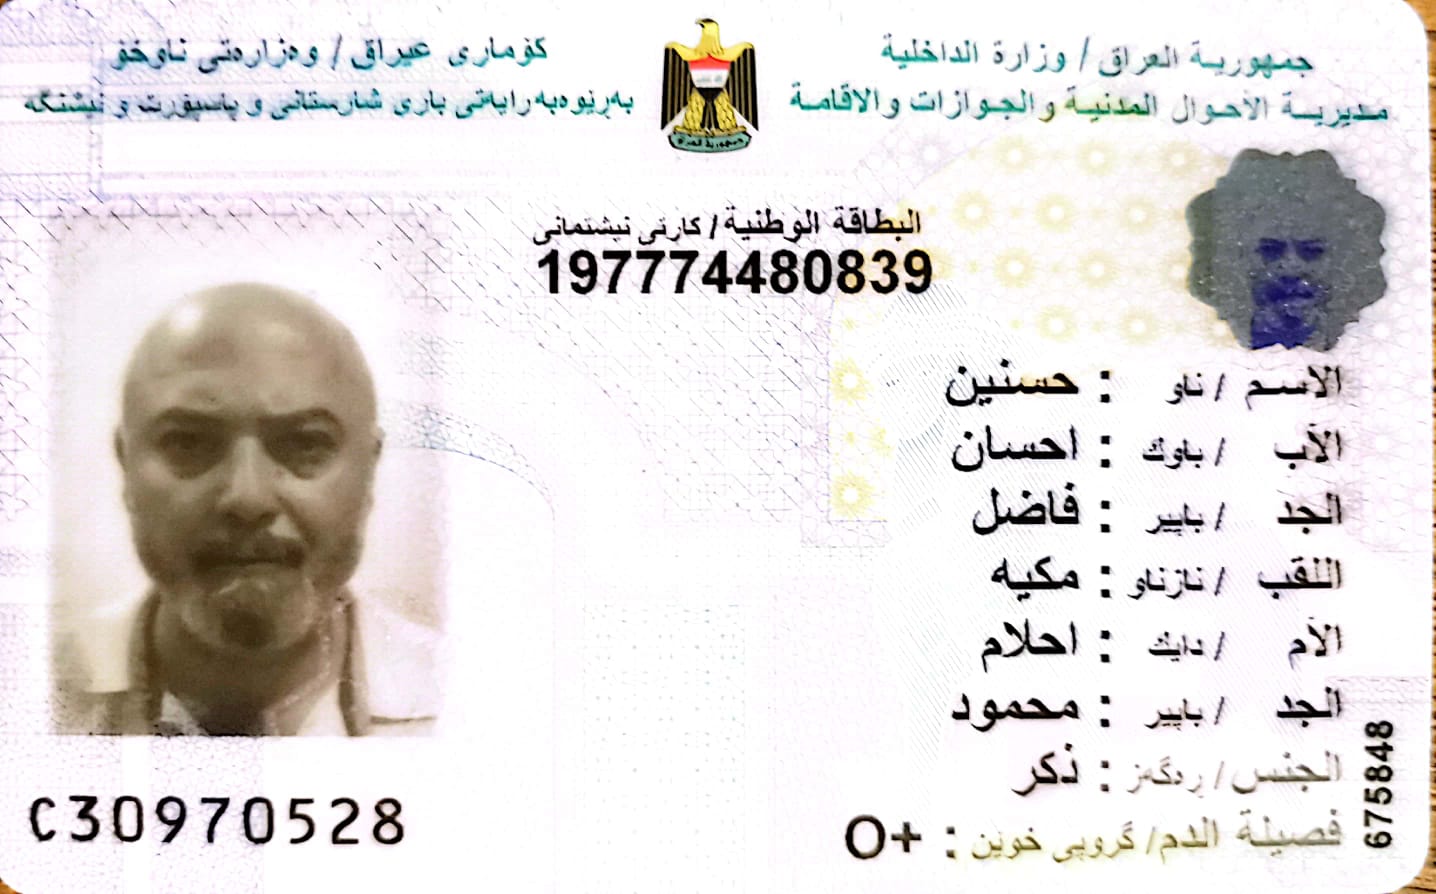 جمهورية العراق / وزارة الداخلية
كۆماری عیراق / وەزارەتی ناوخۆ
مديرية الأحوال المدنية والجوازات والاقامة
بەڕێوەبەرایەتی باری شارستانی و پاسپۆرت و نیشنگە
جمهورية العراق
البطاقة الوطنية / كارتی نیشتمانی
197774480839
الاسم / ناو : حسنين
الأب / باوك : احسان
الجد / باپیر : فاضل
اللقب / نازناو : مكيه
الأم / دایك : احلام
الجد / باپیر : محمود
الجنس / ڕەگەز : ذكر
فصيلة الدم / گروپی خوێن : O+
C30970528
675848